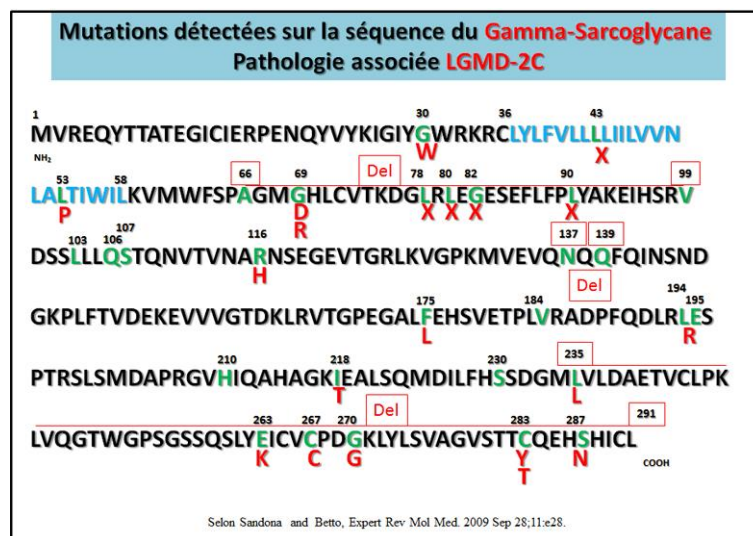 Mutations détectées sur la séquence du Gamma-Sarcoglycane
Pathologie associée LGMD-2C
1 30 36 43
MVREQYTTATEGICIERPENQYVYKIGIYGWRKRCLYLFVLLLLIILVVN
NH₂ W X
53 58 66 69 Del 78 80 82 90 99
LALTIWILKVMWFSPAGMGHLCVTKDGLRLEGESEFLFPLYAKEIHSRV
P D X X X X
R
103 106 107 116 137 139
DSSLLLQSTQNVTVNARNSEGEVTGRLKVGPKMVEVQNQQFQINSND
H Del
175 184 194 195
GKPLFTVDEKEVVVGTDKLRVTGPEGALFEHSVETPLVRADPFQDLRLES
L R
210 218 230 235
PTRSLSMDAPRGVHIQAHAGKIEALSQMDILFHSSDGMLVLDAETVCLPK
T L
263 267 270 Del 283 287 291
LVQGTWGPSGSSQSLYEICVCPDGKLYLSVAGVSTTCQEHSHICL
K C G Y N COOH
T
Selon Sandona and Betto, Expert Rev Mol Med. 2009 Sep 28;11:e28.